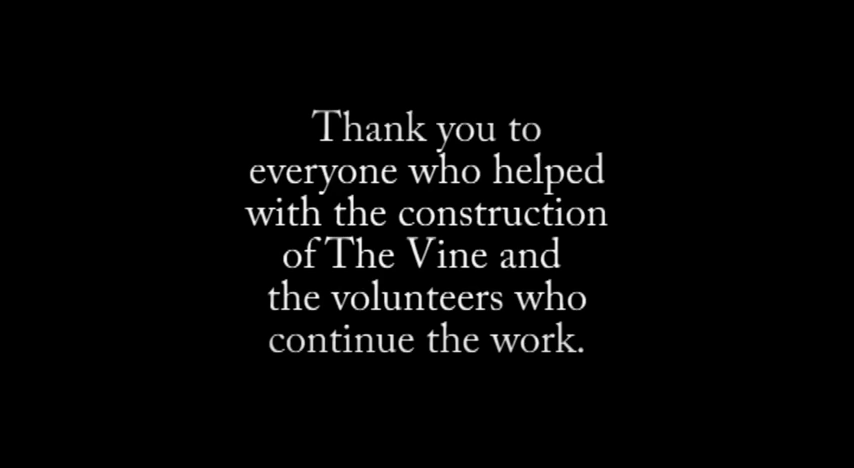 Thank you to
everyone who helped
with the construction
of The Vine and
the volunteers who
continue the work.